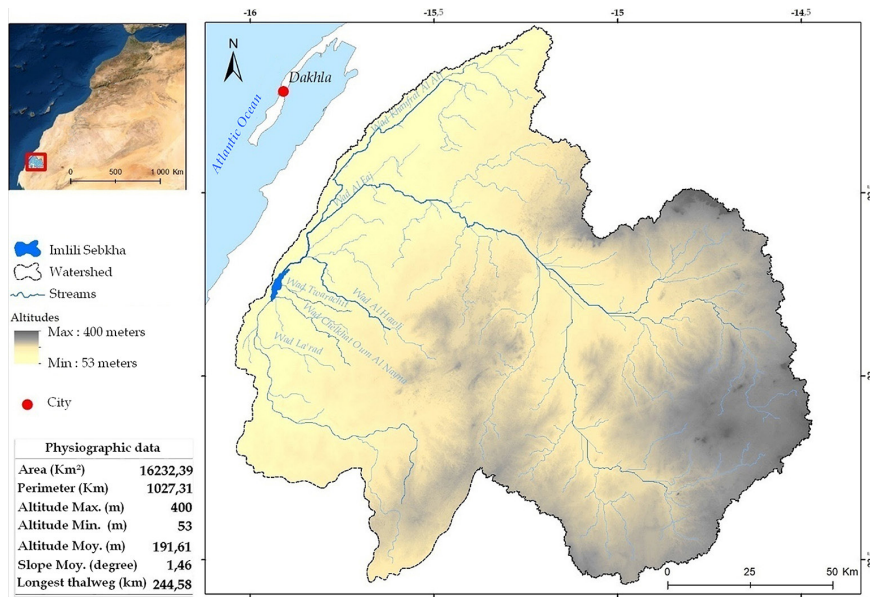 -16 -15,5 -15 -14,5
N
Dakhla
Atlantic Ocean
Wad Al Faj
Wad Twarachit
Wad Al Haoli
Wad La'rad
0 500 1 000 Km
Imlili Sebkha
Watershed
Streams
Altitudes
Max : 400 meters
Min : 53 meters
City
Physiographic data
Area (Km²) 16232,39
Perimeter (Km) 1027,31
Altitude Max. (m) 400
Altitude Min. (m) 53
Altitude Moy. (m) 191,61
Slope Moy. (degree) 1,46
Longest thalweg (km) 244,58
0 25 50 Km